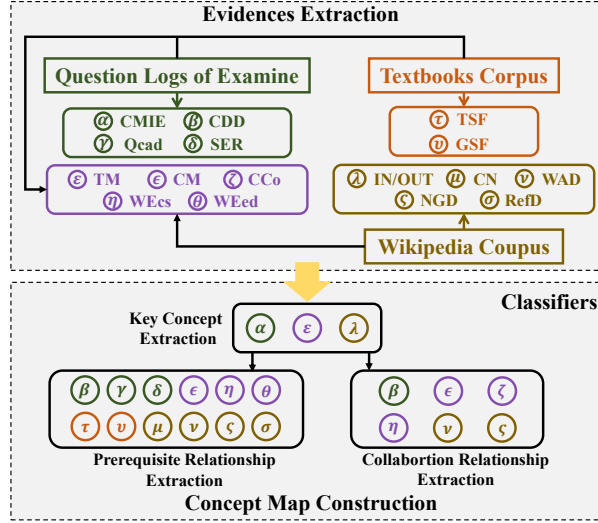 Evidences Extraction
Question Logs of Examine
Textbooks Corpus
α CMIE β CDD
γ Qcad δ SER
τ TSF
υ GSF
ε TM ϵ CM ζ CCo
η WEcs θ WEed
λ IN/OUT μ CN ν WAD
ς NGD σ RefD
Wikipedia Coupus
Classifiers
Key Concept
Extraction
α ε λ
β γ δ ϵ η θ
τ υ μ ν ς σ
β ϵ ζ
η ν ς
Prerequisite Relationship
Extraction
Collabortion Relationship
Extraction
Concept Map Construction